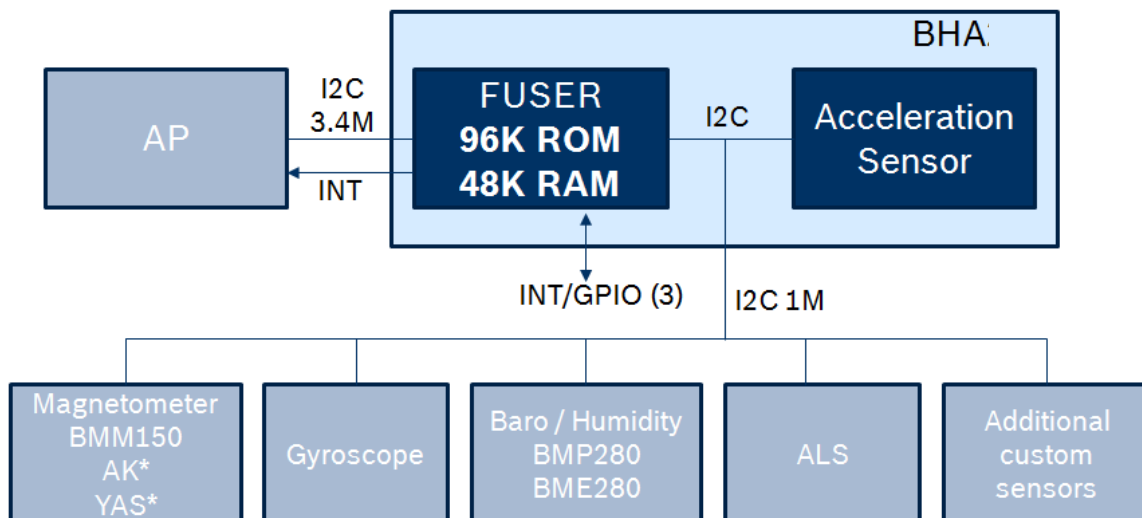 BHA
AP
I2C
3.4M
INT
FUSER
96K ROM
48K RAM
I2C
Acceleration
Sensor
INT/GPIO (3)
I2C 1M
Magnetometer
BMM150
AK*
YAS*
Gyroscope
Baro / Humidity
BMP280
BME280
ALS
Additional
custom
sensors